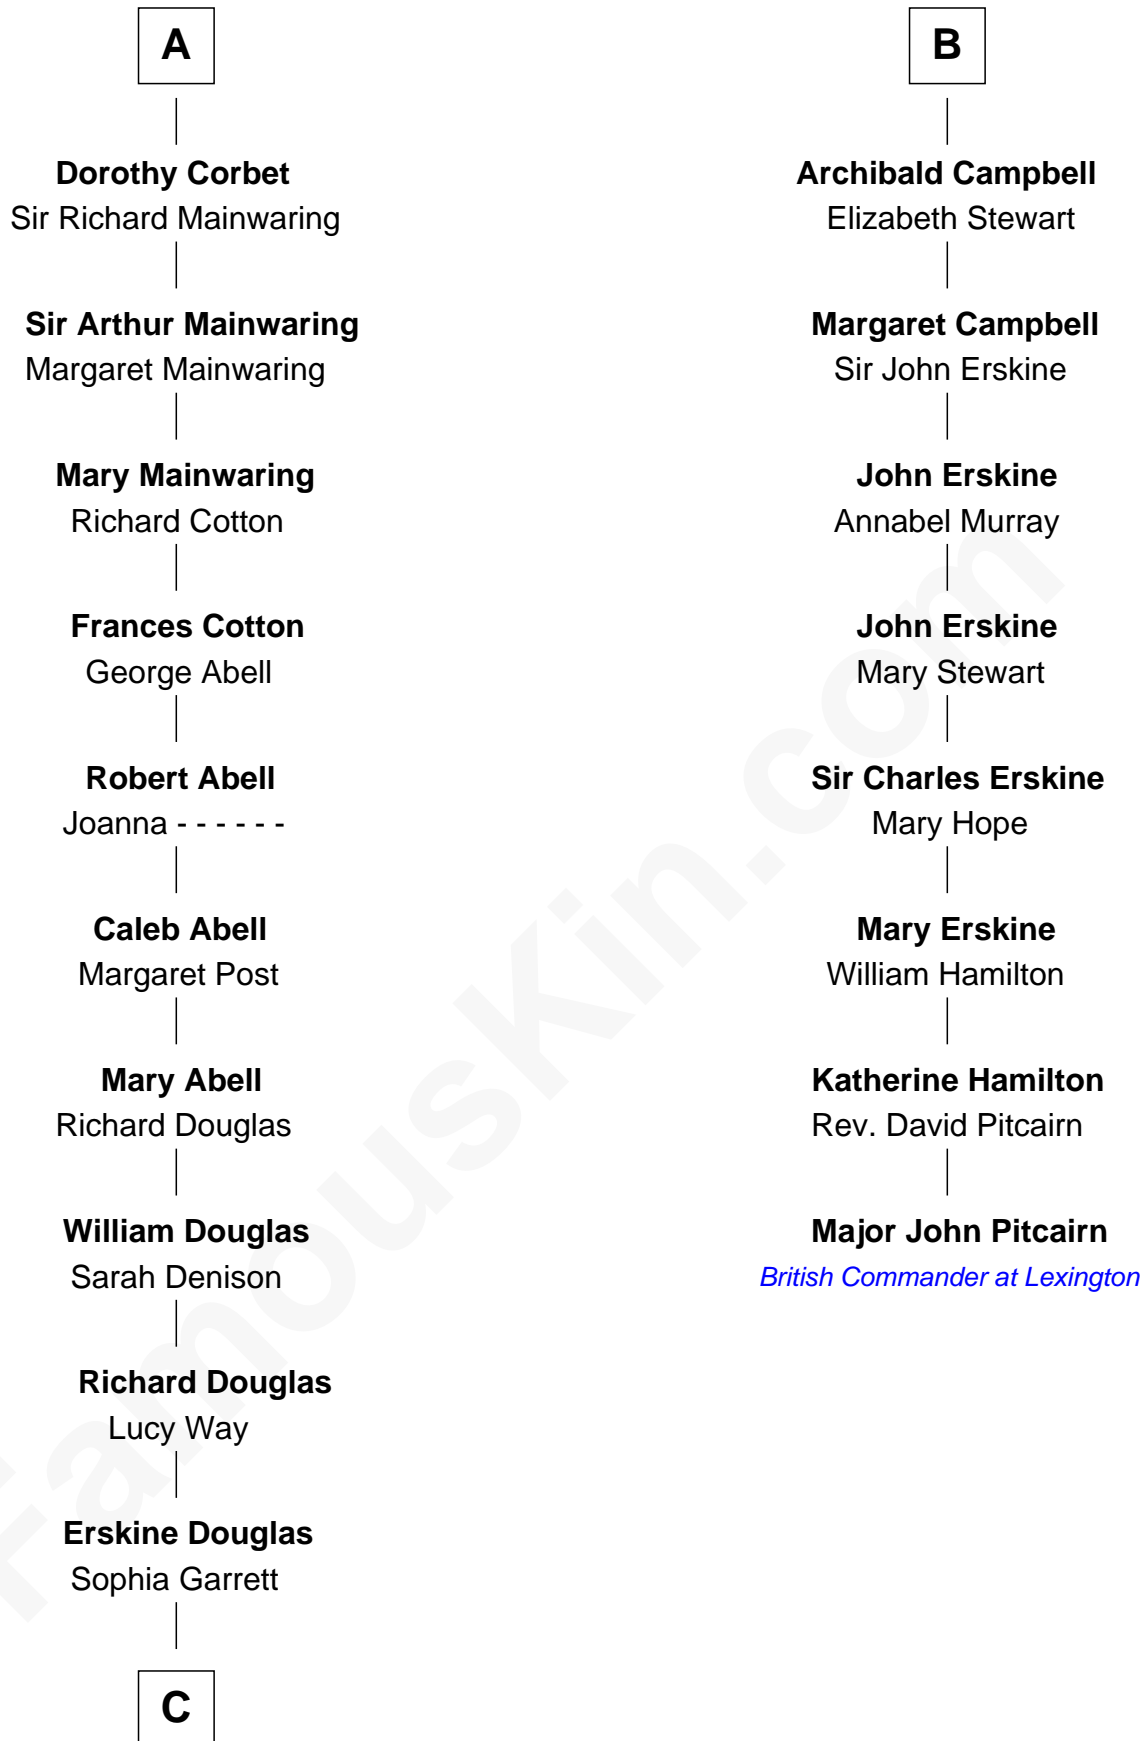 A
Dorothy Corbet
Sir Richard Mainwaring
Sir Arthur Mainwaring
Margaret Mainwaring
Mary Mainwaring
Richard Cotton
Frances Cotton
George Abell
Robert Abell
Joanna - - - - - -
Caleb Abell
Margaret Post
Mary Abell
Richard Douglas
William Douglas
Sarah Denison
Richard Douglas
Lucy Way
Erskine Douglas
Sophia Garrett
C
B
Archibald Campbell
Elizabeth Stewart
Margaret Campbell
Sir John Erskine
John Erskine
Annabel Murray
John Erskine
Mary Stewart
Sir Charles Erskine
Mary Hope
Mary Erskine
William Hamilton
Katherine Hamilton
Rev. David Pitcairn
Major John Pitcairn
British Commander at Lexington
FamousKin.com